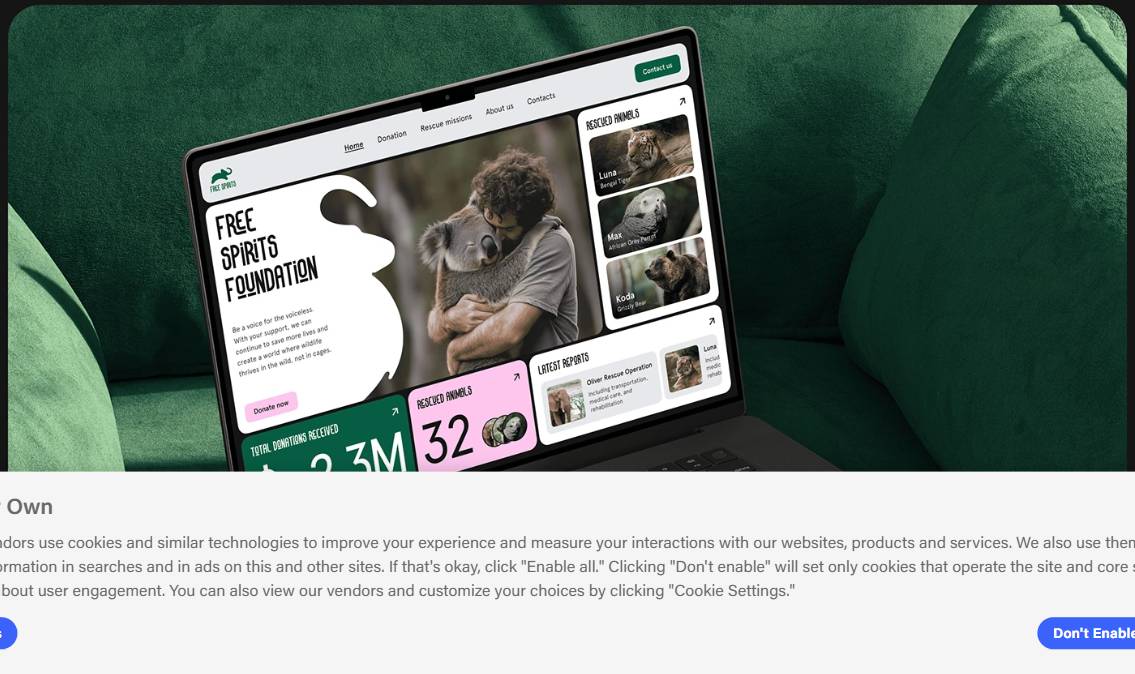 Contact us
Home
Donation
Rescue missions
About us
Contacts
FREE SPIRITS
FREE
SPIRITS
FOUNDATION
Be a voice for the voiceless.
With your support, we can
continue to save more lives and
create a world where wildlife
thrives in the wild, not in cages.
Donate now
RESCUED ANIMALS
Luna
Bengal Tiger
Max
African Grey Parrot
Koda
Grizzly Bear
TOTAL DONATIONS RECEIVED
2.3M
RESCUED ANIMALS
32
LATEST REPORTS
Oliver Rescue Operation
Including transportation,
medical care, and
rehabilitation
Luna
Includ
medic
rehab
Own
ndors use cookies and similar technologies to improve your experience and measure your interactions with our websites, products and services. We also use them
ormation in searches and in ads on this and other sites. If that's okay, click "Enable all." Clicking "Don't enable" will set only cookies that operate the site and core s
bout user engagement. You can also view our vendors and customize your choices by clicking "Cookie Settings."
s
Don't Enable